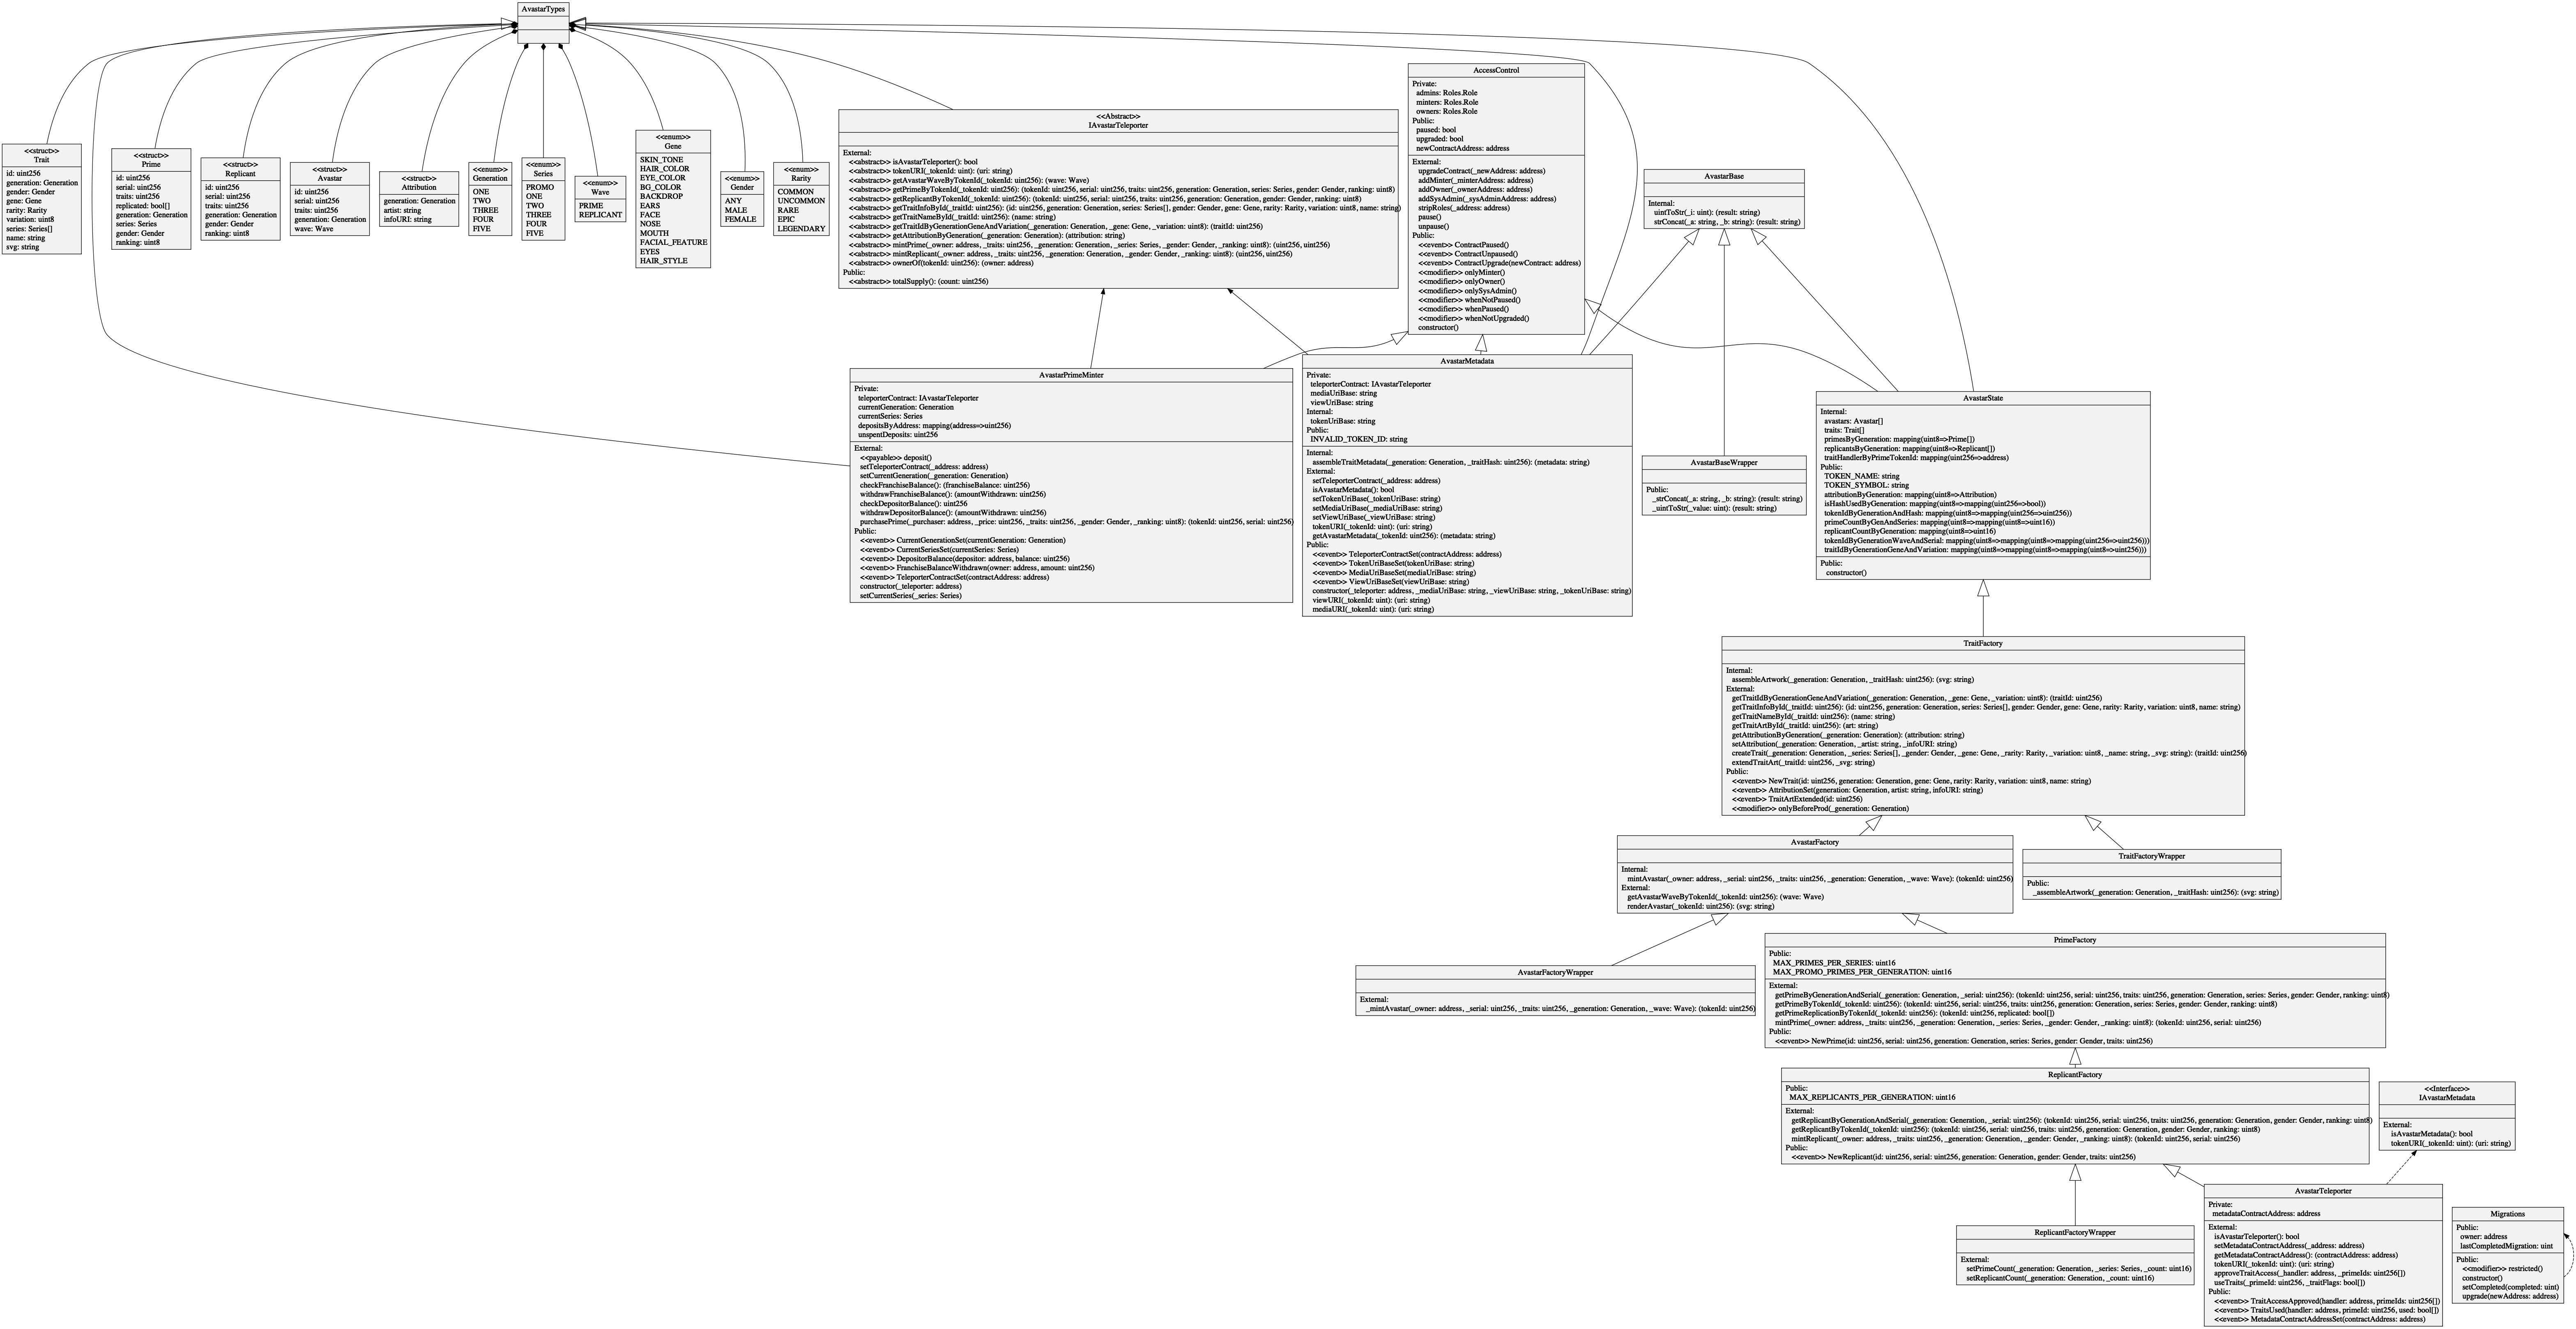 AvastarTypes
<<struct>>
Trait
id: uint256
generation: Generation
gender: Gender
gene: Gene
rarity: Rarity
variation: uint8
series: Series[]
name: string
svg: string
<<struct>>
Prime
id: uint256
serial: uint256
traits: uint256
replicated: bool[]
generation: Generation
series: Series
gender: Gender
ranking: uint8
<<struct>>
Replicant
id: uint256
serial: uint256
traits: uint256
generation: Generation
gender: Gender
ranking: uint8
<<struct>>
Avastar
id: uint256
serial: uint256
traits: uint256
generation: Generation
wave: Wave
<<struct>>
Attribution
generation: Generation
artist: string
infoURI: string
<<enum>>
Generation
ONE
TWO
THREE
FOUR
FIVE
<<enum>>
Series
PROMO
ONE
TWO
THREE
FOUR
FIVE
<<enum>>
Wave
PRIME
REPLICANT
<<enum>>
Gene
SKIN_TONE
HAIR_COLOR
EYE_COLOR
BG_COLOR
BACKDROP
EARS
FACE
NOSE
MOUTH
FACIAL_FEATURE
EYES
HAIR_STYLE
<<enum>>
Gender
ANY
MALE
FEMALE
<<enum>>
Rarity
COMMON
UNCOMMON
RARE
EPIC
LEGENDARY
<<Abstract>>
IAvastarTeleporter
External:
<<abstract>> isAvastarTeleporter(): bool
<<abstract>> tokenURI(_tokenId: uint): (uri: string)
<<abstract>> getAvastarWaveByTokenId(_tokenId: uint256): (wave: Wave)
<<abstract>> getPrimeByTokenId(_tokenId: uint256): (tokenId: uint256, serial: uint256, traits: uint256, generation: Generation, series: Series, gender: Gender, ranking: uint8)
<<abstract>> getReplicantByTokenId(_tokenId: uint256): (tokenId: uint256, serial: uint256, traits: uint256, generation: Generation, gender: Gender, ranking: uint8)
<<abstract>> getTraitInfoById(_traitId: uint256): (id: uint256, generation: Generation, series: Series[], gender: Gender, gene: Gene, rarity: Rarity, variation: uint8, name: string)
<<abstract>> getTraitNameById(_traitId: uint256): (name: string)
<<abstract>> getTraitIdByGenerationGeneAndVariation(_generation: Generation, _gene: Gene, _variation: uint8): (traitId: uint256)
<<abstract>> getAttributionByGeneration(_generation: Generation): (attribution: string)
<<abstract>> mintPrime(_owner: address, _traits: uint256, _generation: Generation, _series: Series, _gender: Gender, _ranking: uint8): (uint256, uint256)
<<abstract>> mintReplicant(_owner: address, _traits: uint256, _generation: Generation, _gender: Gender, _ranking: uint8): (uint256, uint256)
<<abstract>> ownerOf(tokenId: uint256): (owner: address)
Public:
<<abstract>> totalSupply(): (count: uint256)
AccessControl
Private:
admins: Roles.Role
minters: Roles.Role
owners: Roles.Role
Public:
paused: bool
upgraded: bool
newContractAddress: address
External:
upgradeContract(_newAddress: address)
addMinter(_minterAddress: address)
addOwner(_ownerAddress: address)
addSysAdmin(_sysAdminAddress: address)
stripRoles(_address: address)
pause()
unpause()
Public:
<<event>> ContractPaused()
<<event>> ContractUnpaused()
<<event>> ContractUpgrade(newContract: address)
<<modifier>> onlyMinter()
<<modifier>> onlyOwner()
<<modifier>> onlySysAdmin()
<<modifier>> whenNotPaused()
<<modifier>> whenPaused()
<<modifier>> whenNotUpgraded()
constructor()
AvastarBase
Internal:
uintToStr(_i: uint): (result: string)
strConcat(_a: string, _b: string): (result: string)
AvastarPrimeMinter
Private:
teleporterContract: IAvastarTeleporter
currentGeneration: Generation
currentSeries: Series
depositsByAddress: mapping(address=>uint256)
unspentDeposits: uint256
External:
<<payable>> deposit()
setTeleporterContract(_address: address)
setCurrentGeneration(_generation: Generation)
checkFranchiseBalance(): (franchiseBalance: uint256)
withdrawFranchiseBalance(): (amountWithdrawn: uint256)
checkDepositorBalance(): uint256
withdrawDepositorBalance(): (amountWithdrawn: uint256)
purchasePrime(_purchaser: address, _price: uint256, _traits: uint256, _gender: Gender, _ranking: uint8): (tokenId: uint256, serial: uint256)
Public:
<<event>> CurrentGenerationSet(currentGeneration: Generation)
<<event>> CurrentSeriesSet(currentSeries: Series)
<<event>> DepositorBalance(depositor: address, balance: uint256)
<<event>> FranchiseBalanceWithdrawn(owner: address, amount: uint256)
<<event>> TeleporterContractSet(contractAddress: address)
constructor(_teleporter: address)
setCurrentSeries(_series: Series)
AvastarMetadata
Private:
teleporterContract: IAvastarTeleporter
mediaUriBase: string
viewUriBase: string
Internal:
tokenUriBase: string
Public:
INVALID_TOKEN_ID: string
Internal:
assembleTraitMetadata(_generation: Generation, _traitHash: uint256): (metadata: string)
External:
setTeleporterContract(_address: address)
isAvastarMetadata(): bool
setTokenUriBase(_tokenUriBase: string)
setMediaUriBase(_mediaUriBase: string)
setViewUriBase(_viewUriBase: string)
tokenURI(_tokenId: uint): (uri: string)
getAvastarMetadata(_tokenId: uint256): (metadata: string)
Public:
<<event>> TeleporterContractSet(contractAddress: address)
<<event>> TokenUriBaseSet(tokenUriBase: string)
<<event>> MediaUriBaseSet(mediaUriBase: string)
<<event>> ViewUriBaseSet(viewUriBase: string)
constructor(_teleporter: address, _mediaUriBase: string, _viewUriBase: string, _tokenUriBase: string)
viewURI(_tokenId: uint): (uri: string)
mediaURI(_tokenId: uint): (uri: string)
AvastarBaseWrapper
Public:
_strConcat(_a: string, _b: string): (result: string)
_uintToStr(_value: uint): (result: string)
AvastarState
Internal:
avastars: Avastar[]
traits: Trait[]
primesByGeneration: mapping(uint8=>Prime[])
replicantsByGeneration: mapping(uint8=>Replicant[])
traitHandlerByPrimeTokenId: mapping(uint256=>address)
Public:
TOKEN_NAME: string
TOKEN_SYMBOL: string
attributionByGeneration: mapping(uint8=>Attribution)
isHashUsedByGeneration: mapping(uint8=>mapping(uint256=>bool))
tokenIdByGenerationAndHash: mapping(uint8=>mapping(uint256=>uint256))
primeCountByGenAndSeries: mapping(uint8=>mapping(uint8=>uint16))
replicantCountByGeneration: mapping(uint8=>uint16)
tokenIdByGenerationWaveAndSerial: mapping(uint8=>mapping(uint8=>mapping(uint256=>uint256)))
traitIdByGenerationGeneAndVariation: mapping(uint8=>mapping(uint8=>mapping(uint8=>uint256)))
Public:
constructor()
TraitFactory
Internal:
assembleArtwork(_generation: Generation, _traitHash: uint256): (svg: string)
External:
getTraitIdByGenerationGeneAndVariation(_generation: Generation, _gene: Gene, _variation: uint8): (traitId: uint256)
getTraitInfoById(_traitId: uint256): (id: uint256, generation: Generation, series: Series[], gender: Gender, gene: Gene, rarity: Rarity, variation: uint8, name: string)
getTraitNameById(_traitId: uint256): (name: string)
getTraitArtById(_traitId: uint256): (art: string)
getAttributionByGeneration(_generation: Generation): (attribution: string)
setAttribution(_generation: Generation, _artist: string, _infoURI: string)
createTrait(_generation: Generation, _series: Series[], _gender: Gender, _gene: Gene, _rarity: Rarity, _variation: uint8, _name: string, _svg: string): (traitId: uint256)
extendTraitArt(_traitId: uint256, _svg: string)
Public:
<<event>> NewTrait(id: uint256, generation: Generation, gene: Gene, rarity: Rarity, variation: uint8, name: string)
<<event>> AttributionSet(generation: Generation, artist: string, infoURI: string)
<<event>> TraitArtExtended(id: uint256)
<<modifier>> onlyBeforeProd(_generation: Generation)
AvastarFactory
Internal:
mintAvastar(_owner: address, _serial: uint256, _traits: uint256, _generation: Generation, _wave: Wave): (tokenId: uint256)
External:
getAvastarWaveByTokenId(_tokenId: uint256): (wave: Wave)
renderAvastar(_tokenId: uint256): (svg: string)
TraitFactoryWrapper
Public:
_assembleArtwork(_generation: Generation, _traitHash: uint256): (svg: string)
AvastarFactoryWrapper
External:
_mintAvastar(_owner: address, _serial: uint256, _traits: uint256, _generation: Generation, _wave: Wave): (tokenId: uint256)
PrimeFactory
Public:
MAX_PRIMES_PER_SERIES: uint16
MAX_PROMO_PRIMES_PER_GENERATION: uint16
External:
getPrimeByGenerationAndSerial(_generation: Generation, _serial: uint256): (tokenId: uint256, serial: uint256, traits: uint256, generation: Generation, series: Series, gender: Gender, ranking: uint8)
getPrimeByTokenId(_tokenId: uint256): (tokenId: uint256, serial: uint256, traits: uint256, generation: Generation, series: Series, gender: Gender, ranking: uint8)
getPrimeReplicationByTokenId(_tokenId: uint256): (tokenId: uint256, replicated: bool[])
mintPrime(_owner: address, _traits: uint256, _generation: Generation, _series: Series, _gender: Gender, _ranking: uint8): (tokenId: uint256, serial: uint256)
Public:
<<event>> NewPrime(id: uint256, serial: uint256, generation: Generation, series: Series, gender: Gender, traits: uint256)
ReplicantFactory
Public:
MAX_REPLICANTS_PER_GENERATION: uint16
External:
getReplicantByGenerationAndSerial(_generation: Generation, _serial: uint256): (tokenId: uint256, serial: uint256, traits: uint256, generation: Generation, gender: Gender, ranking: uint8)
getReplicantByTokenId(_tokenId: uint256): (tokenId: uint256, serial: uint256, traits: uint256, generation: Generation, gender: Gender, ranking: uint8)
mintReplicant(_owner: address, _traits: uint256, _generation: Generation, _gender: Gender, _ranking: uint8): (tokenId: uint256, serial: uint256)
Public:
<<event>> NewReplicant(id: uint256, serial: uint256, generation: Generation, gender: Gender, traits: uint256)
<<Interface>>
IAvastarMetadata
External:
isAvastarMetadata(): bool
tokenURI(_tokenId: uint): (uri: string)
ReplicantFactoryWrapper
External:
setPrimeCount(_generation: Generation, _series: Series, _count: uint16)
setReplicantCount(_generation: Generation, _count: uint16)
AvastarTeleporter
Private:
metadataContractAddress: address
External:
isAvastarTeleporter(): bool
setMetadataContractAddress(_address: address)
getMetadataContractAddress(): (contractAddress: address)
tokenURI(_tokenId: uint): (uri: string)
approveTraitAccess(_handler: address, _primeIds: uint256[])
useTraits(_primeId: uint256, _traitFlags: bool[])
Public:
<<event>> TraitAccessApproved(handler: address, primeIds: uint256[])
<<event>> TraitsUsed(handler: address, primeId: uint256, used: bool[])
<<event>> MetadataContractAddressSet(contractAddress: address)
Migrations
Public:
owner: address
lastCompletedMigration: uint
Public:
<<modifier>> restricted()
constructor()
setCompleted(completed: uint)
upgrade(newAddress: address)